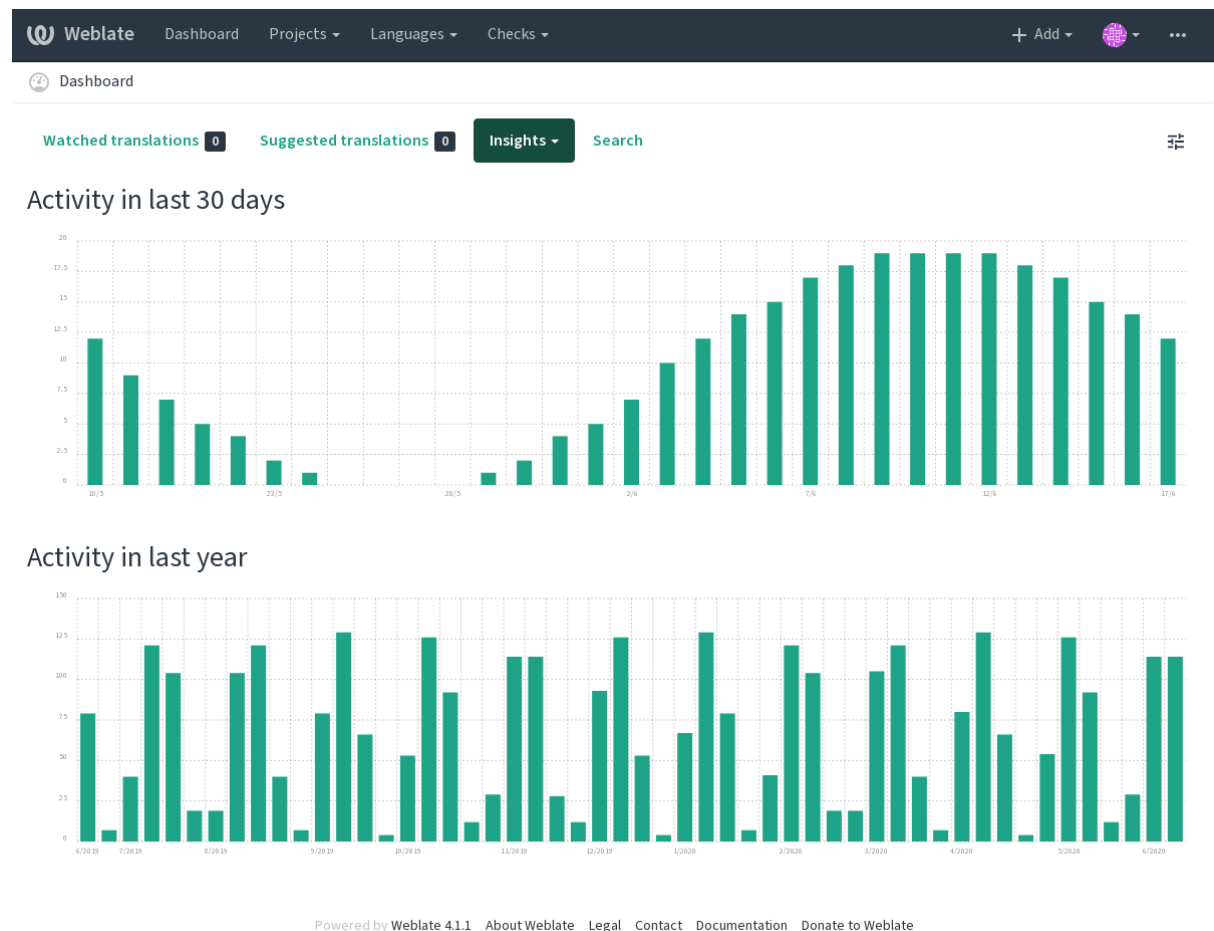 Weblate Dashboard Projects Languages Checks Add
Dashboard
Watched translations 0 Suggested translations 0 Insights Search
Activity in last 30 days
20
17.5
15
12.5
10
7.5
5
2.5
0
18/5 23/5 28/5 2/6 7/6 12/6 17/6
Activity in last year
150
125
100
75
50
25
0
6/2019 7/2019 8/2019 9/2019 10/2019 11/2019 12/2019 1/2020 2/2020 3/2020 4/2020 5/2020 6/2020
Powered by Weblate 4.1.1 About Weblate Legal Contact Documentation Donate to Weblate